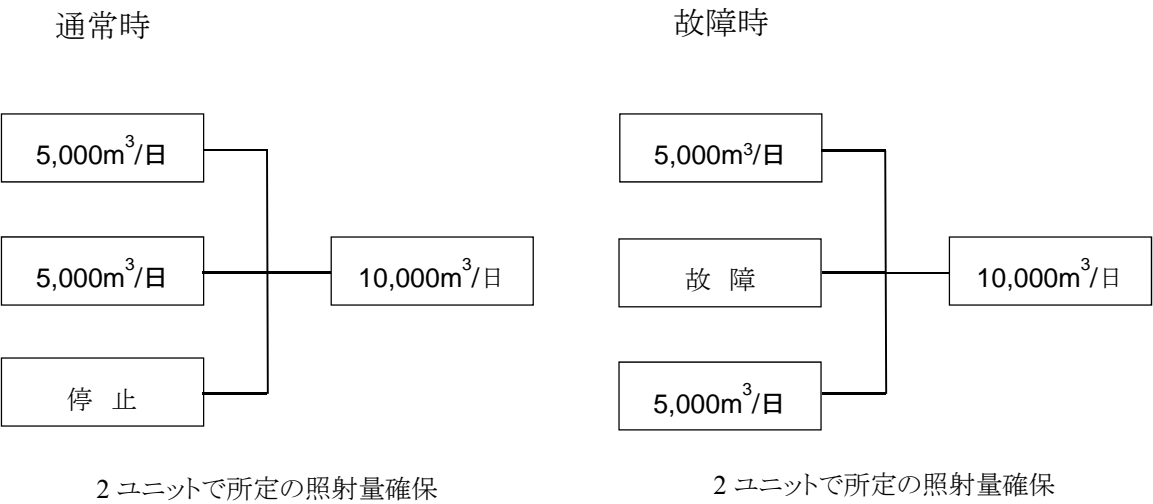 通常時
5,000m³/日
5,000m³/日
停 止
10,000m³/日
2 ユニットで所定の照射量確保
故障時
5,000m³/日
故 障
5,000m³/日
10,000m³/日
2 ユニットで所定の照射量確保